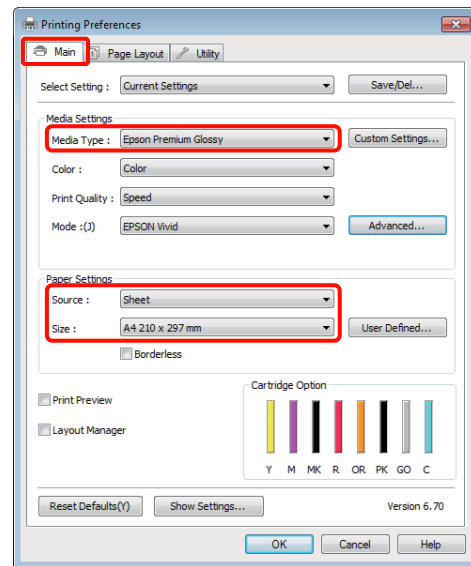 Printing Preferences
Main Page Layout Utility
Select Setting : Current Settings Save/Del...
Media Settings
Media Type : Epson Premium Glossy Custom Settings...
Color : Color
Print Quality : Speed
Mode :(J) EPSON Vivid Advanced...
Paper Settings
Source : Sheet
Size : A4 210 x 297 mm User Defined...
Borderless
Cartridge Option
Print Preview
Layout Manager
Y M MK R OR PK GO C
Reset Defaults(Y) Show Settings... Version 6.70
OK Cancel Help